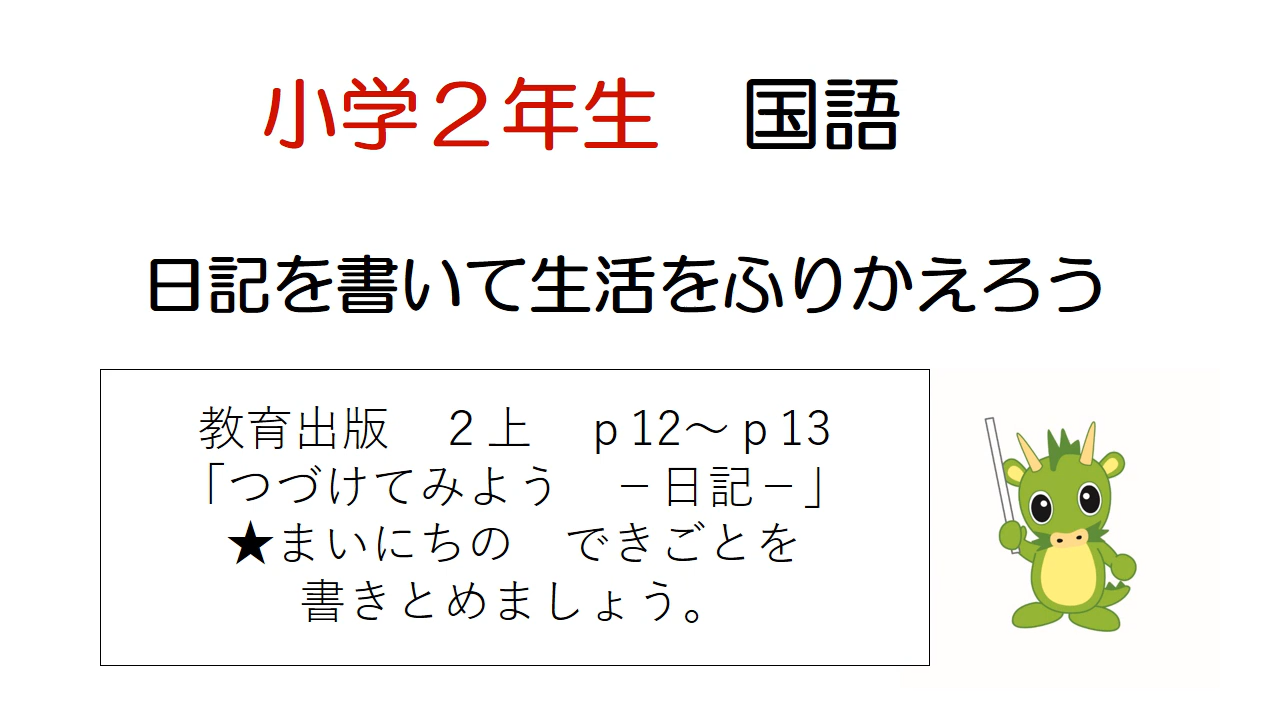 小学２年生　国語
日記を書いて生活をふりかえろう
教育出版　２上　ｐ12～ｐ13
「つづけてみよう　－日記－」
★まいにちの　できごとを
書きとめましょう。